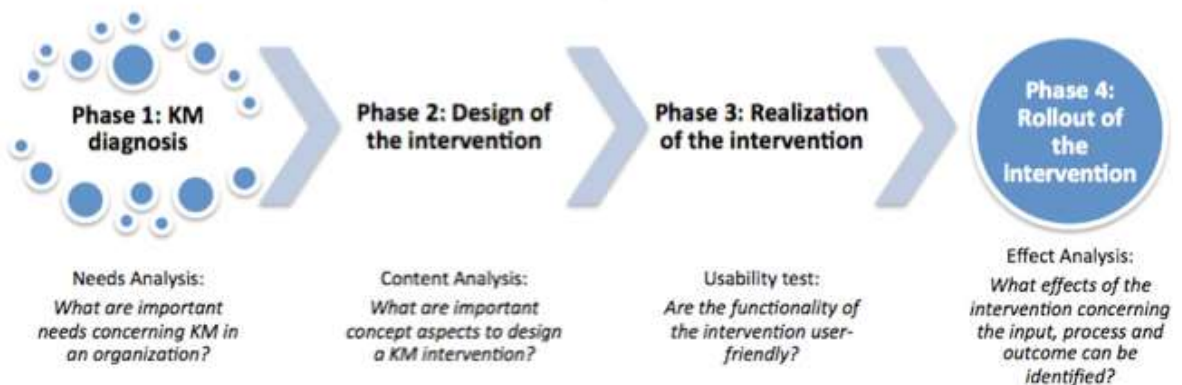 Phase 1: KM
diagnosis
Phase 2: Design of
the intervention
Phase 3: Realization
of the intervention
Phase 4:
Rollout of
the
intervention
Needs Analysis:
What are important
needs concerning KM in
an organization?
Content Analysis:
What are important
concept aspects to design
a KM intervention?
Usability test:
Are the functionality of
the intervention user-
friendly?
Effect Analysis:
What effects of the
intervention concerning
the input, process and
outcome can be
identified?